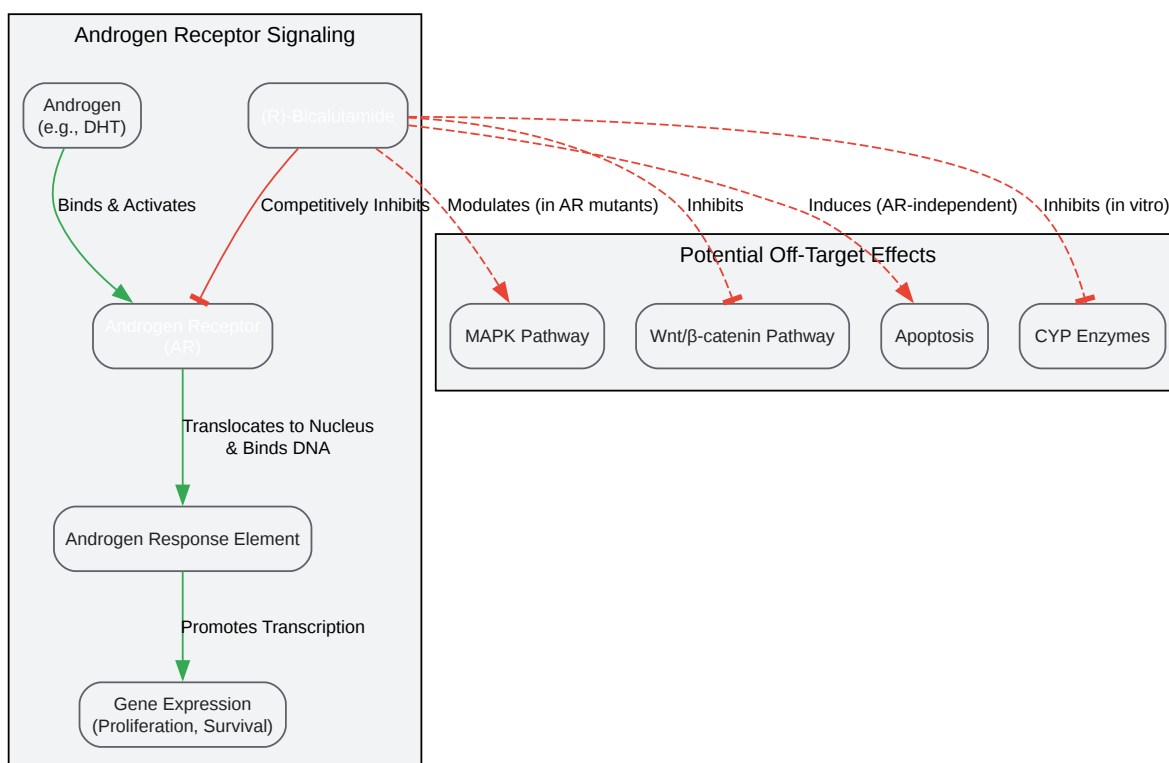 Androgen Receptor Signaling
Androgen
(e.g., DHT)
(R)-Bicalutamide
Binds & Activates
Competitively Inhibits
Modulates (in AR mutants)
Inhibits
Induces (AR-independent)
Inhibits (in vitro)
Potential Off-Target Effects
Androgen Receptor
(AR)
MAPK Pathway
Wnt/β-catenin Pathway
Apoptosis
CYP Enzymes
Translocates to Nucleus
& Binds DNA
Androgen Response Element
Promotes Transcription
Gene Expression
(Proliferation, Survival)